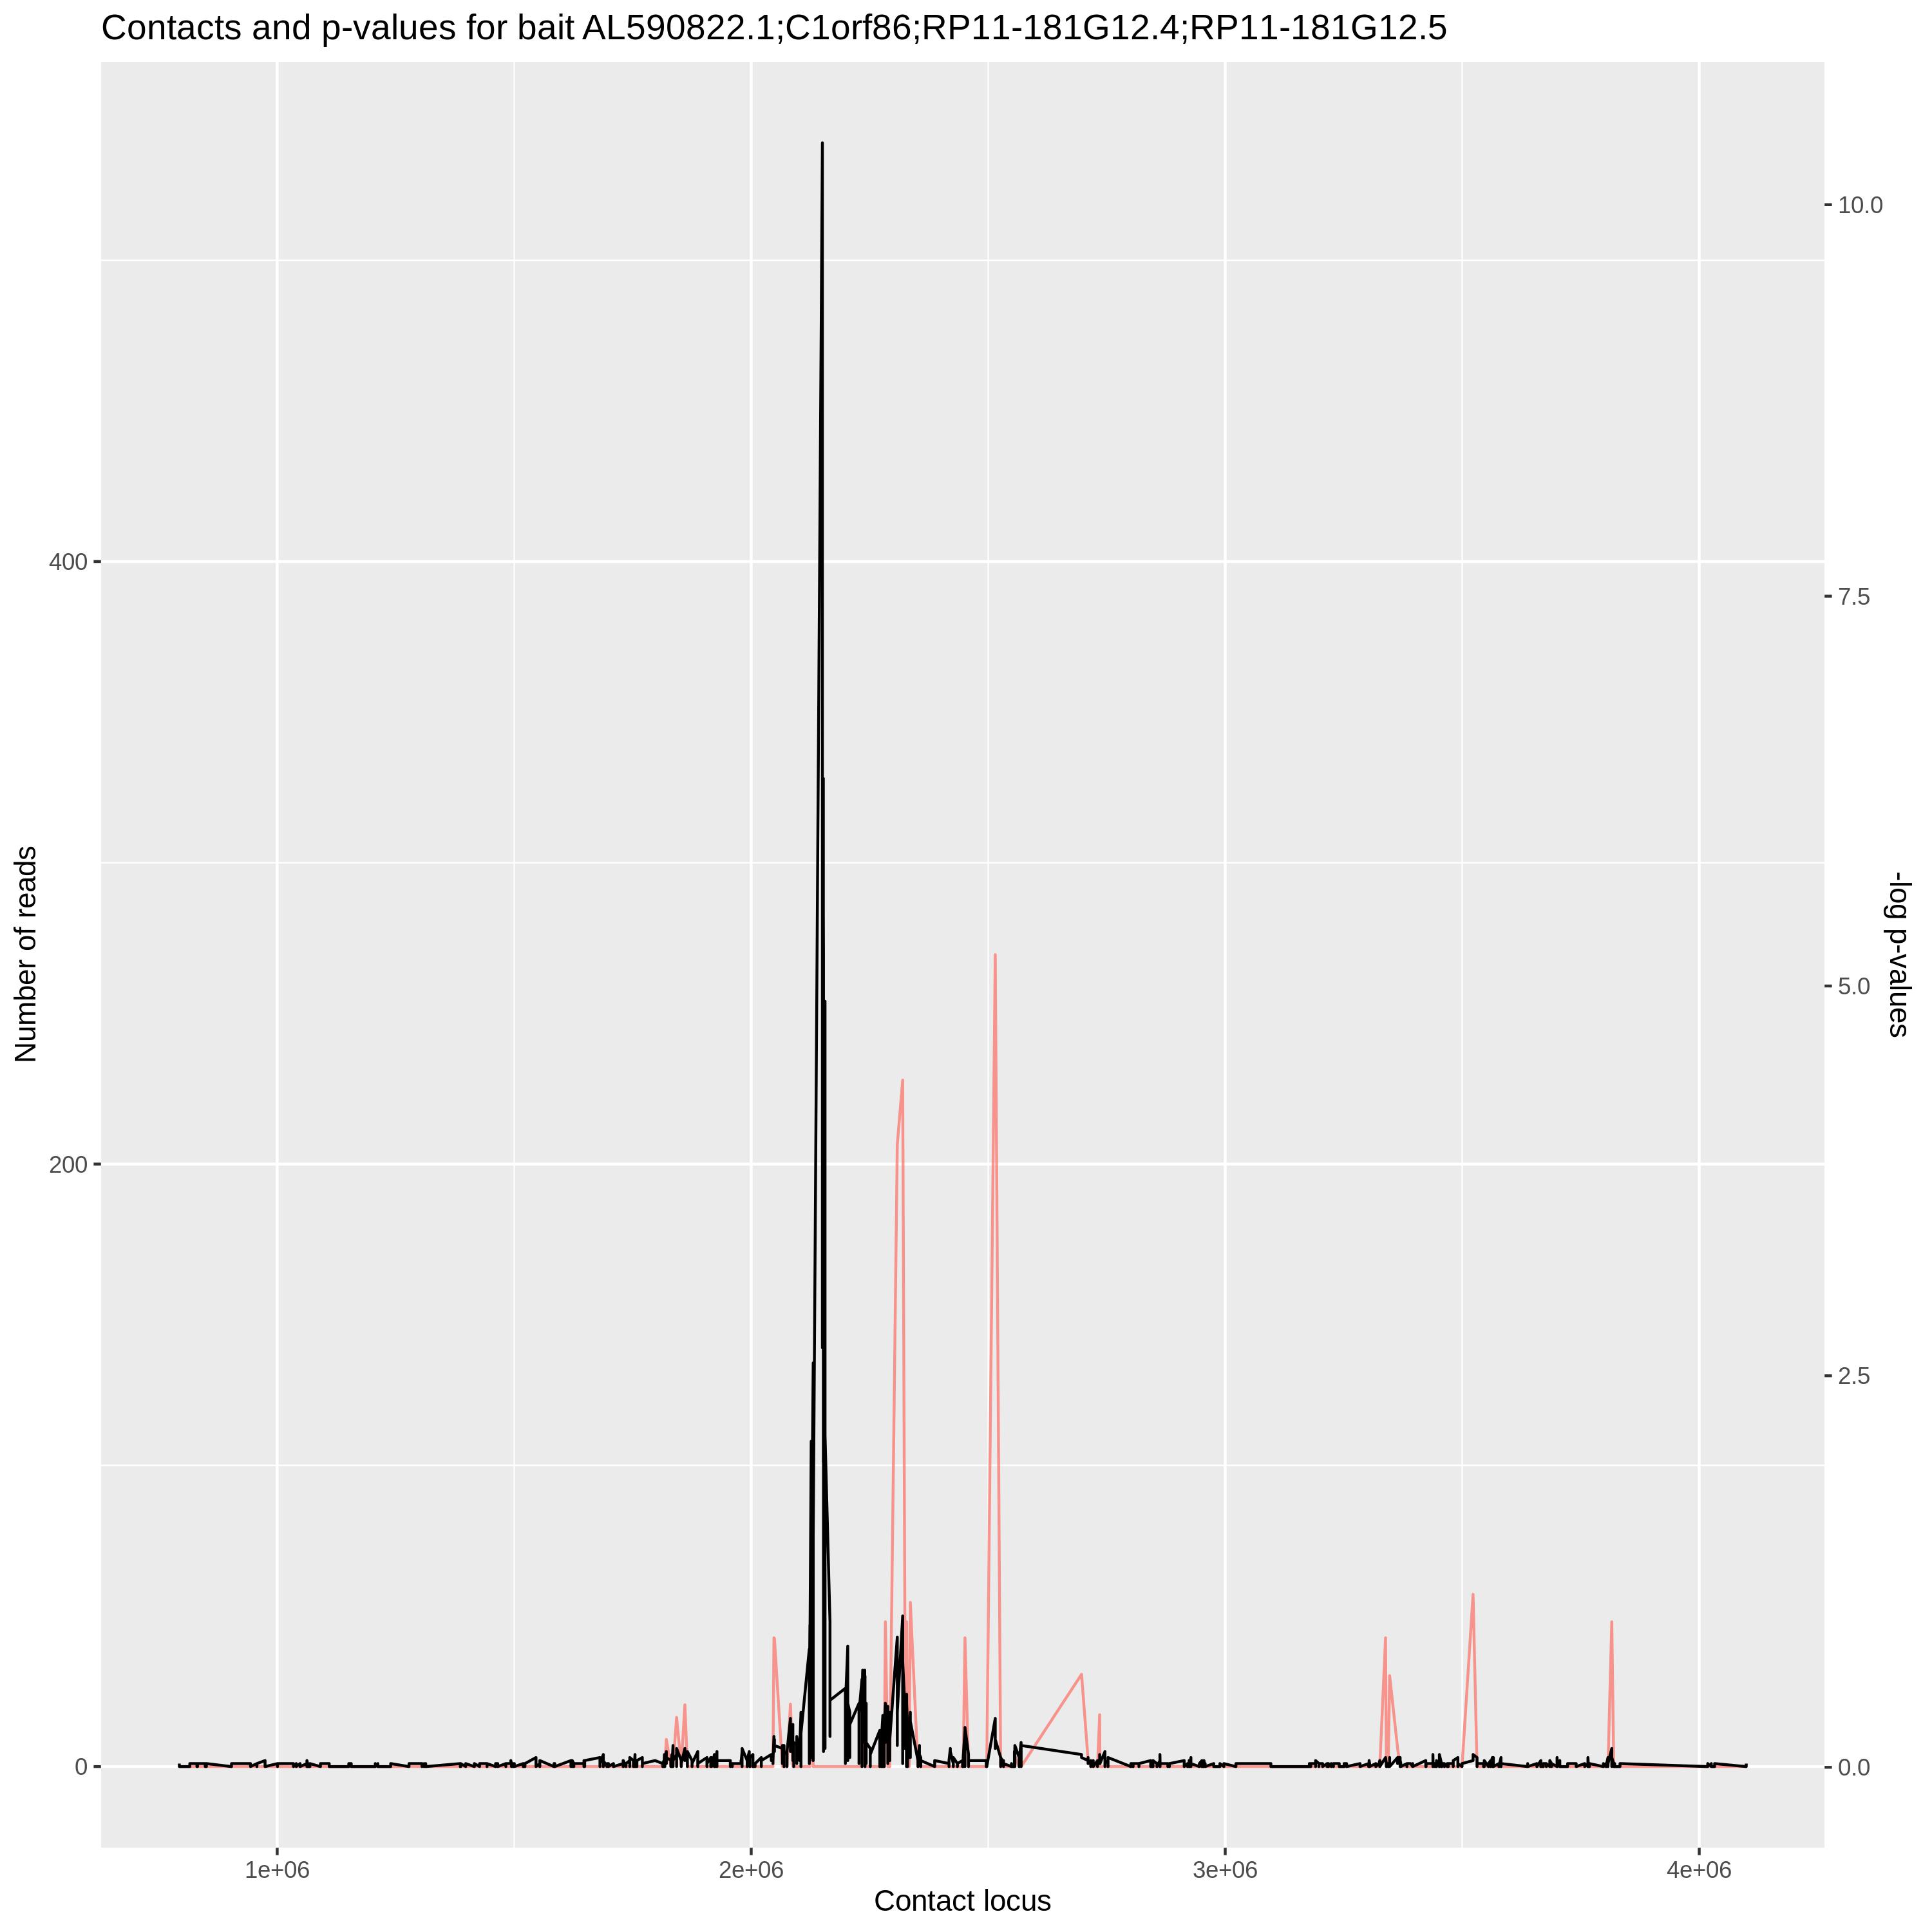 Contacts and p-values for bait AL590822.1;C1orf86;RP11-181G12.4;RP11-181G12.5
Number of reads
400
200
0
10.0
7.5
5.0
2.5
0.0
-log p-values
1e+06
2e+06
3e+06
4e+06
Contact locus